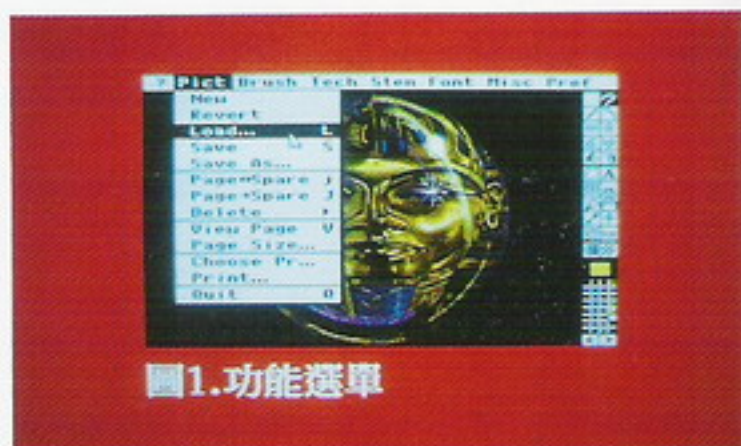 ? Pict Brush Tech Sten Font Misc Pref
New
Revert
Load... L
Save S
Save As...
Page↔Spare j
Page→Spare J
Delete
View Page V
Page Size...
Choose Pr...
Print...
Quit Q
圖1.功能選單